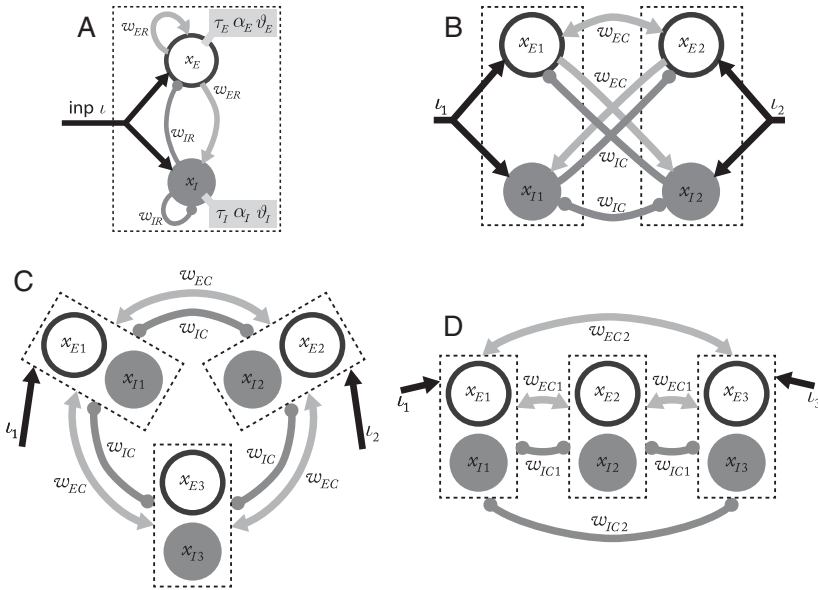 A
w_ER
τ_E α_E ϑ_E
x_E
w_ER
inp ι
w_IR
x_I
w_IR
τ_I α_I ϑ_I
B
x_E1
w_EC
x_E2
w_EC
ι_1
ι_2
w_IC
x_I1
x_I2
w_IC
C
w_EC
w_IC
x_E1
x_E2
x_I1
x_I2
ι_1
ι_2
w_IC
w_IC
w_EC
w_EC
x_E3
x_I3
D
w_EC2
ι_1
x_E1
w_EC1
x_E2
w_EC1
x_E3
ι_3
x_I1
w_IC1
x_I2
w_IC1
x_I3
w_IC2